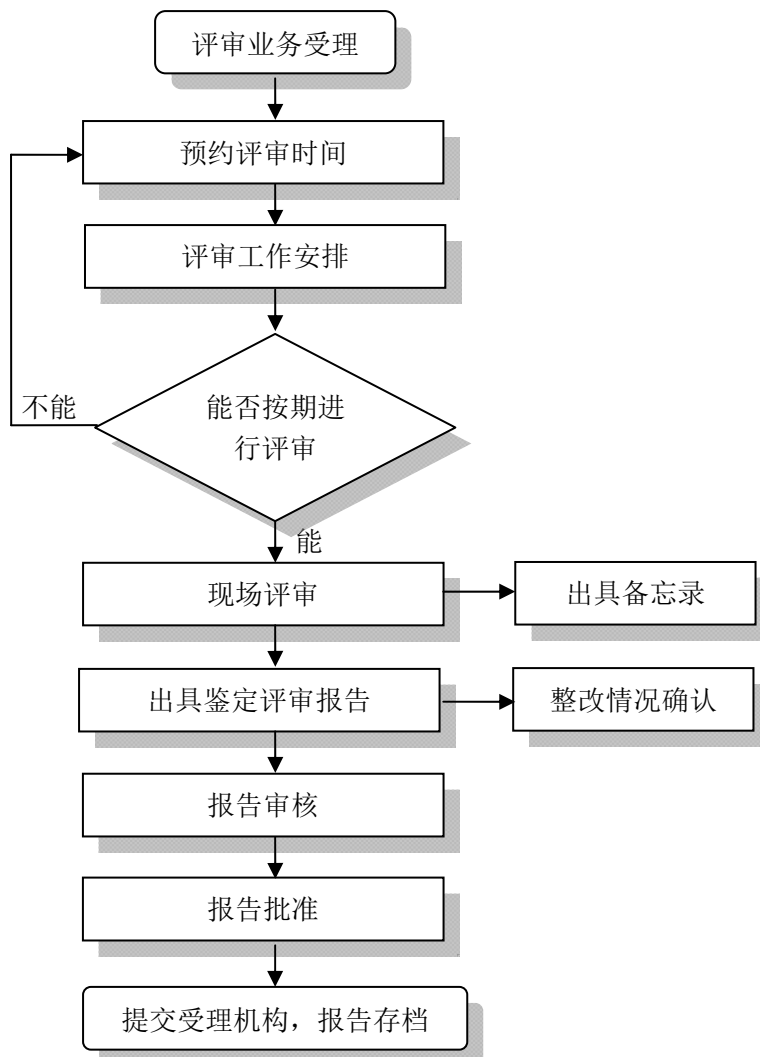 评审业务受理
预约评审时间
评审工作安排
不能
能否按期进
行评审
能
现场评审
出具备忘录
出具鉴定评审报告
整改情况确认
报告审核
报告批准
提交受理机构，报告存档